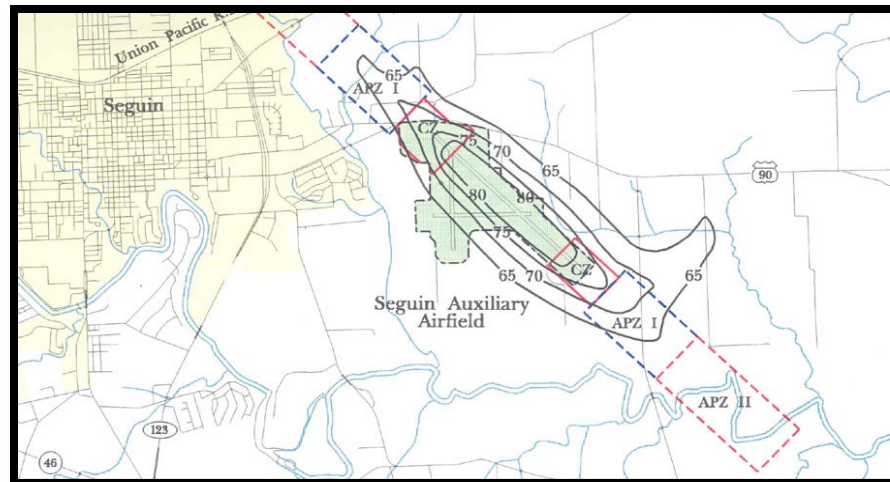 Union Pacific R.
Seguin
65
APZ I
CZ
75
70
65
90
80
80
75
65
70
CZ
65
Seguin Auxiliary
Airfield
APZ I
APZ II
123
46